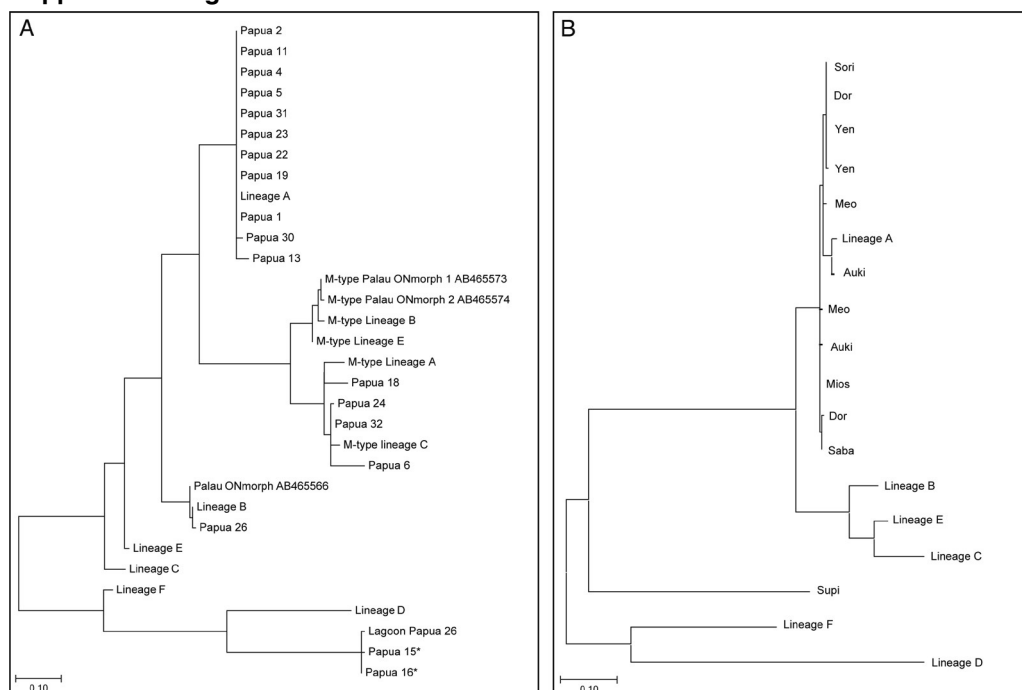 A
Papua 2
Papua 11
Papua 4
Papua 5
Papua 31
Papua 23
Papua 22
Papua 19
Lineage A
Papua 1
Papua 30
Papua 13
M-type Palau ONmorph 1 AB465573
M-type Palau ONmorph 2 AB465574
M-type Lineage B
M-type Lineage E
M-type Lineage A
Papua 18
Papua 24
Papua 32
M-type lineage C
Papua 6
Palau ONmorph AB465566
Lineage B
Papua 26
Lineage E
Lineage C
Lineage F
Lineage D
Lagoon Papua 26
Papua 15*
Papua 16*
0.10
B
Sori
Dor
Yen
Yen
Meo
Lineage A
Auki
Meo
Auki
Mios
Dor
Saba
Lineage B
Lineage E
Lineage C
Supi
Lineage F
Lineage D
0.10